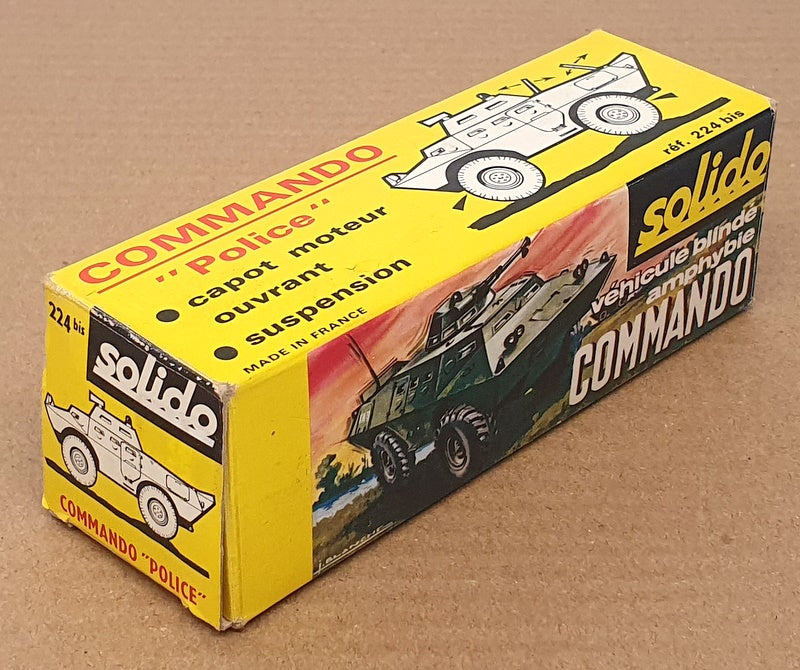 COMMANDO
"Police"
• capot moteur
ouvrant
• suspension
MADE IN FRANCE
réf. 224 bis
solido
véhicule blindé
amphybie
COMMANDO
J. BLANCHE
224 bis
solido
COMMANDO "POLICE"